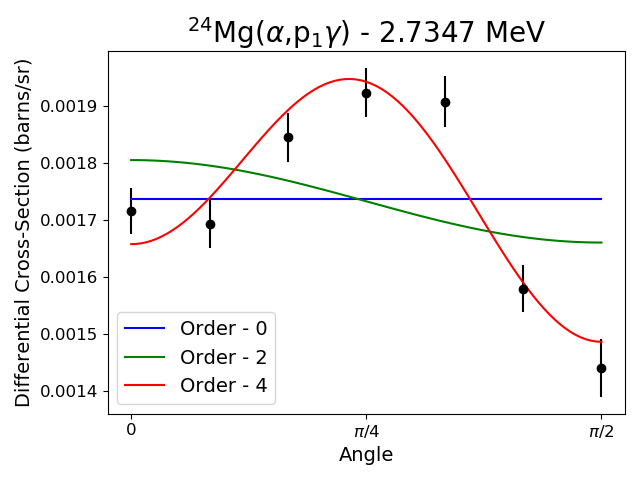 ²⁴Mg(α,p₁γ) - 2.7347 MeV
Differential Cross-Section (barns/sr)
0.0019
0.0018
0.0017
0.0016
0.0015
0.0014
Order - 0
Order - 2
Order - 4
0 π/4 π/2
Angle